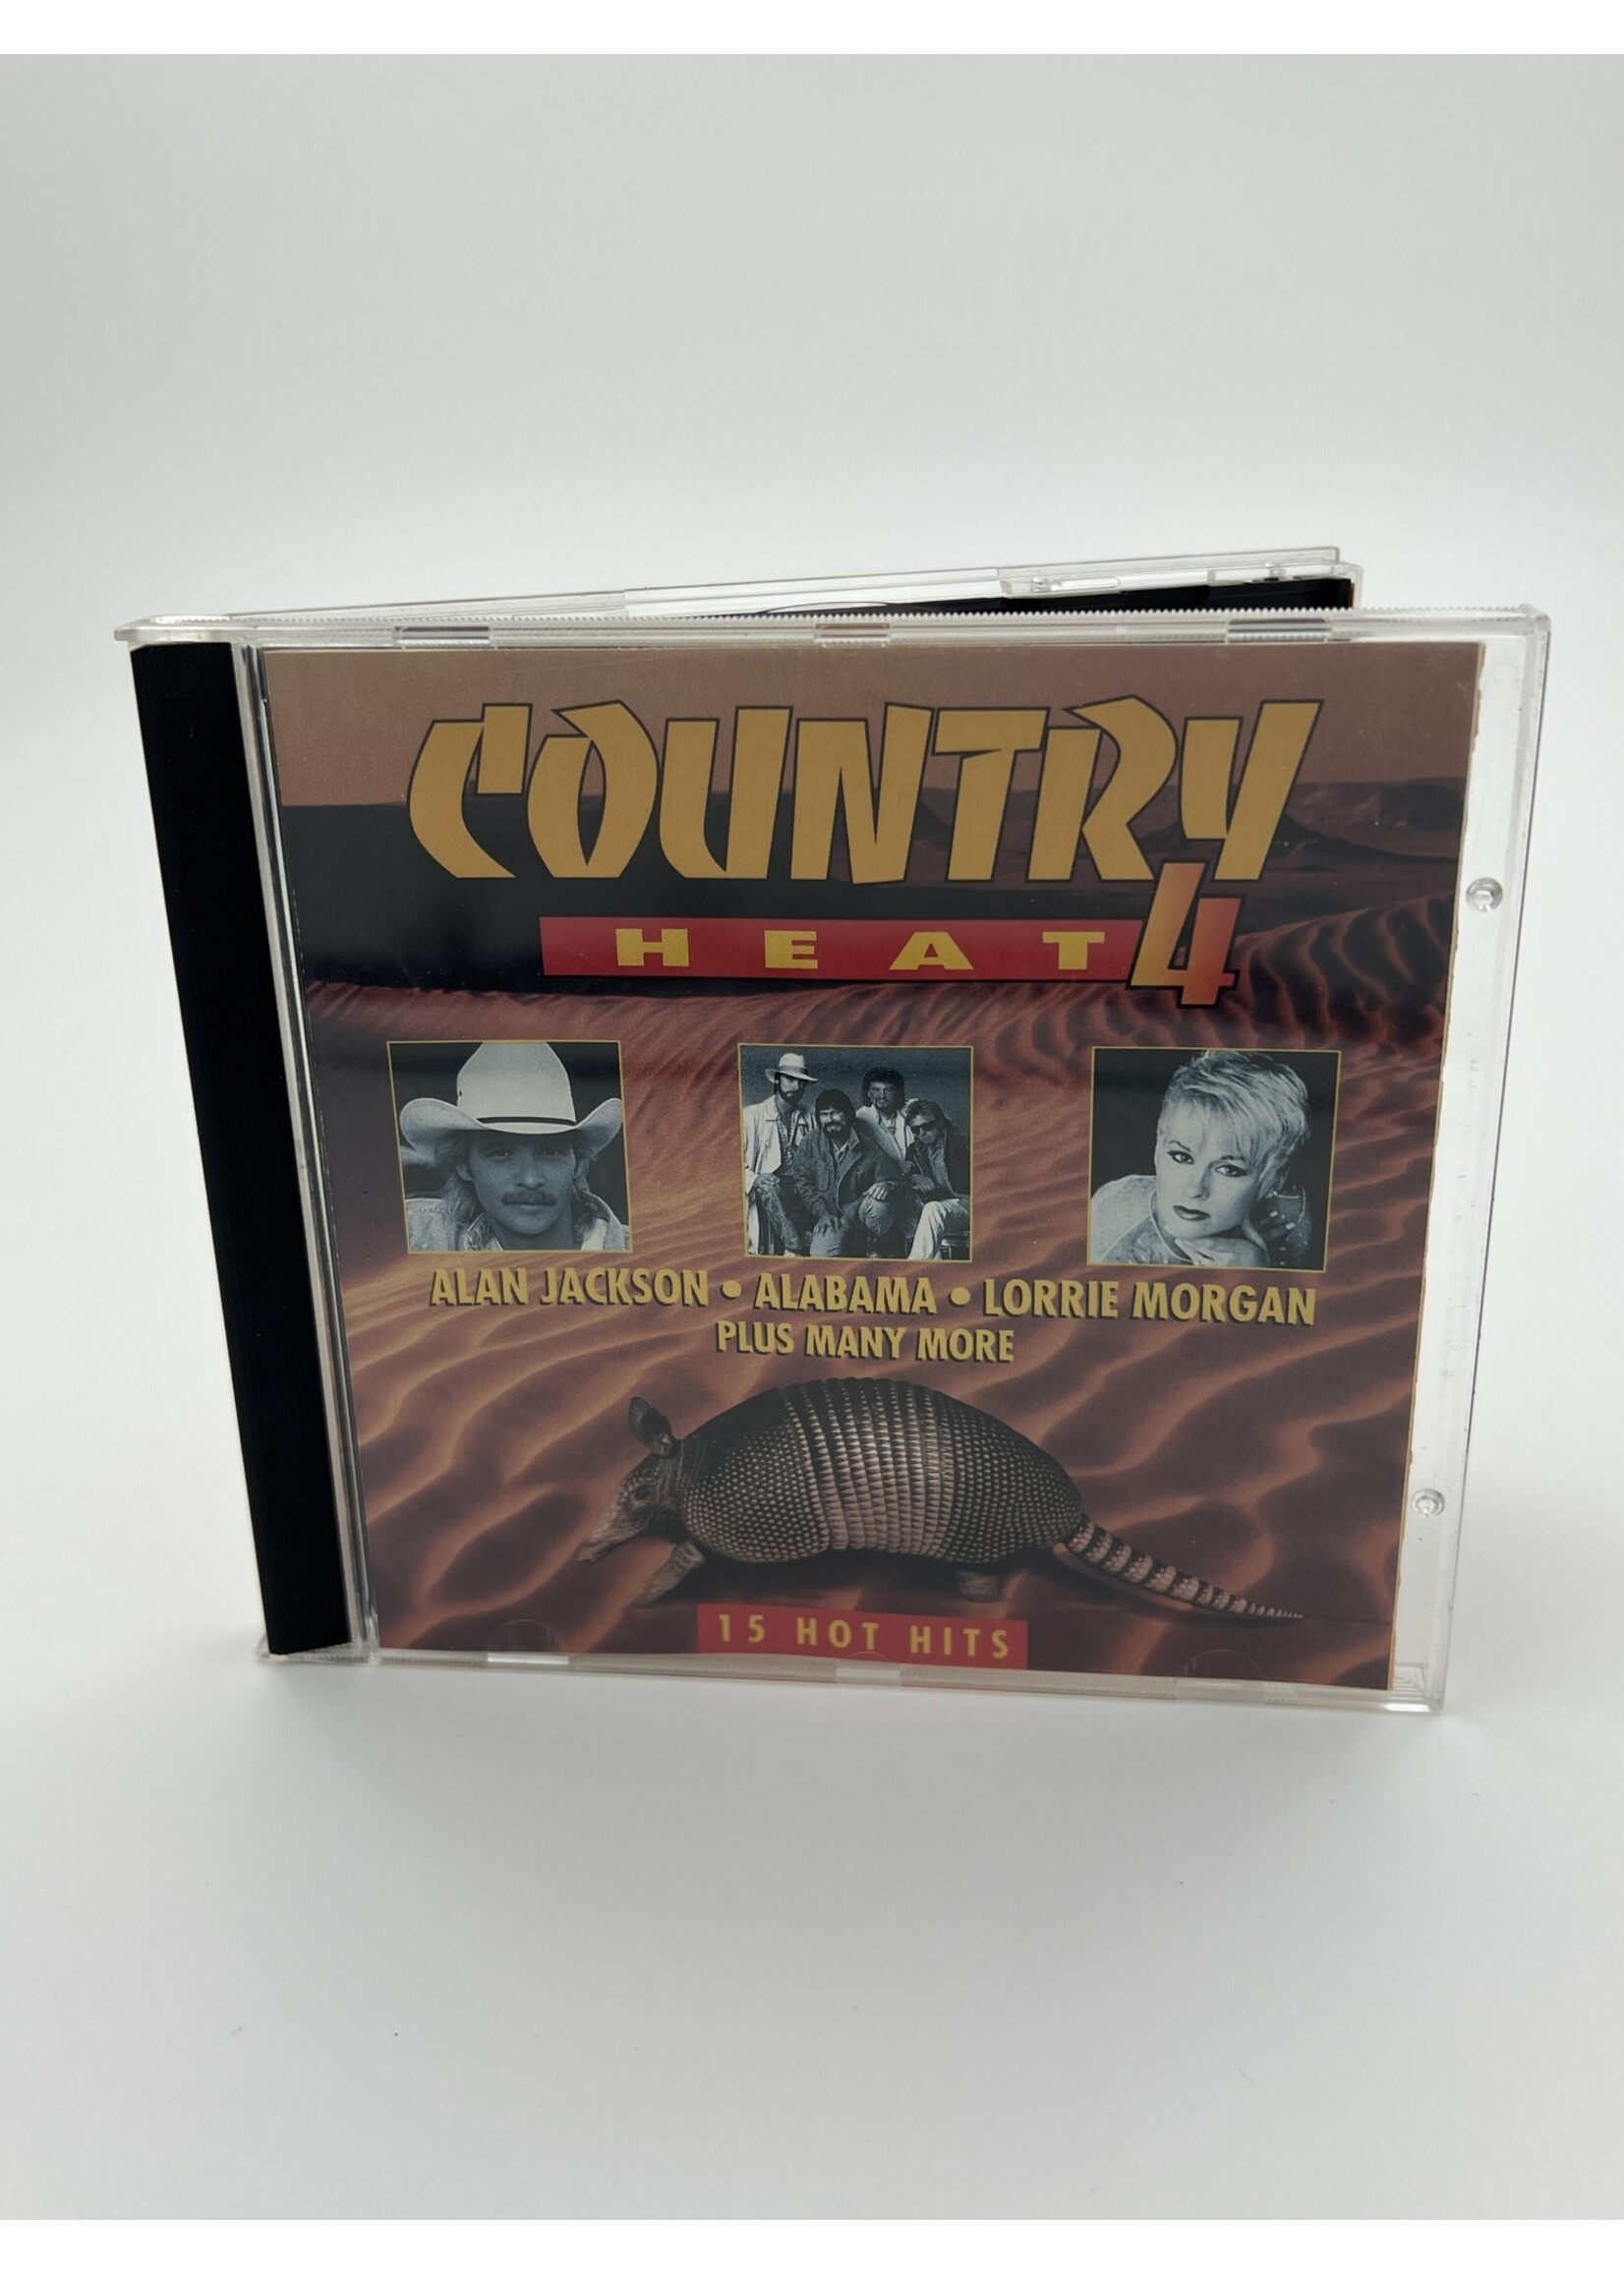 COUNTRY
HEAT 4
ALAN JACKSON • ALABAMA • LORRIE MORGAN
PLUS MANY MORE
15 HOT HITS